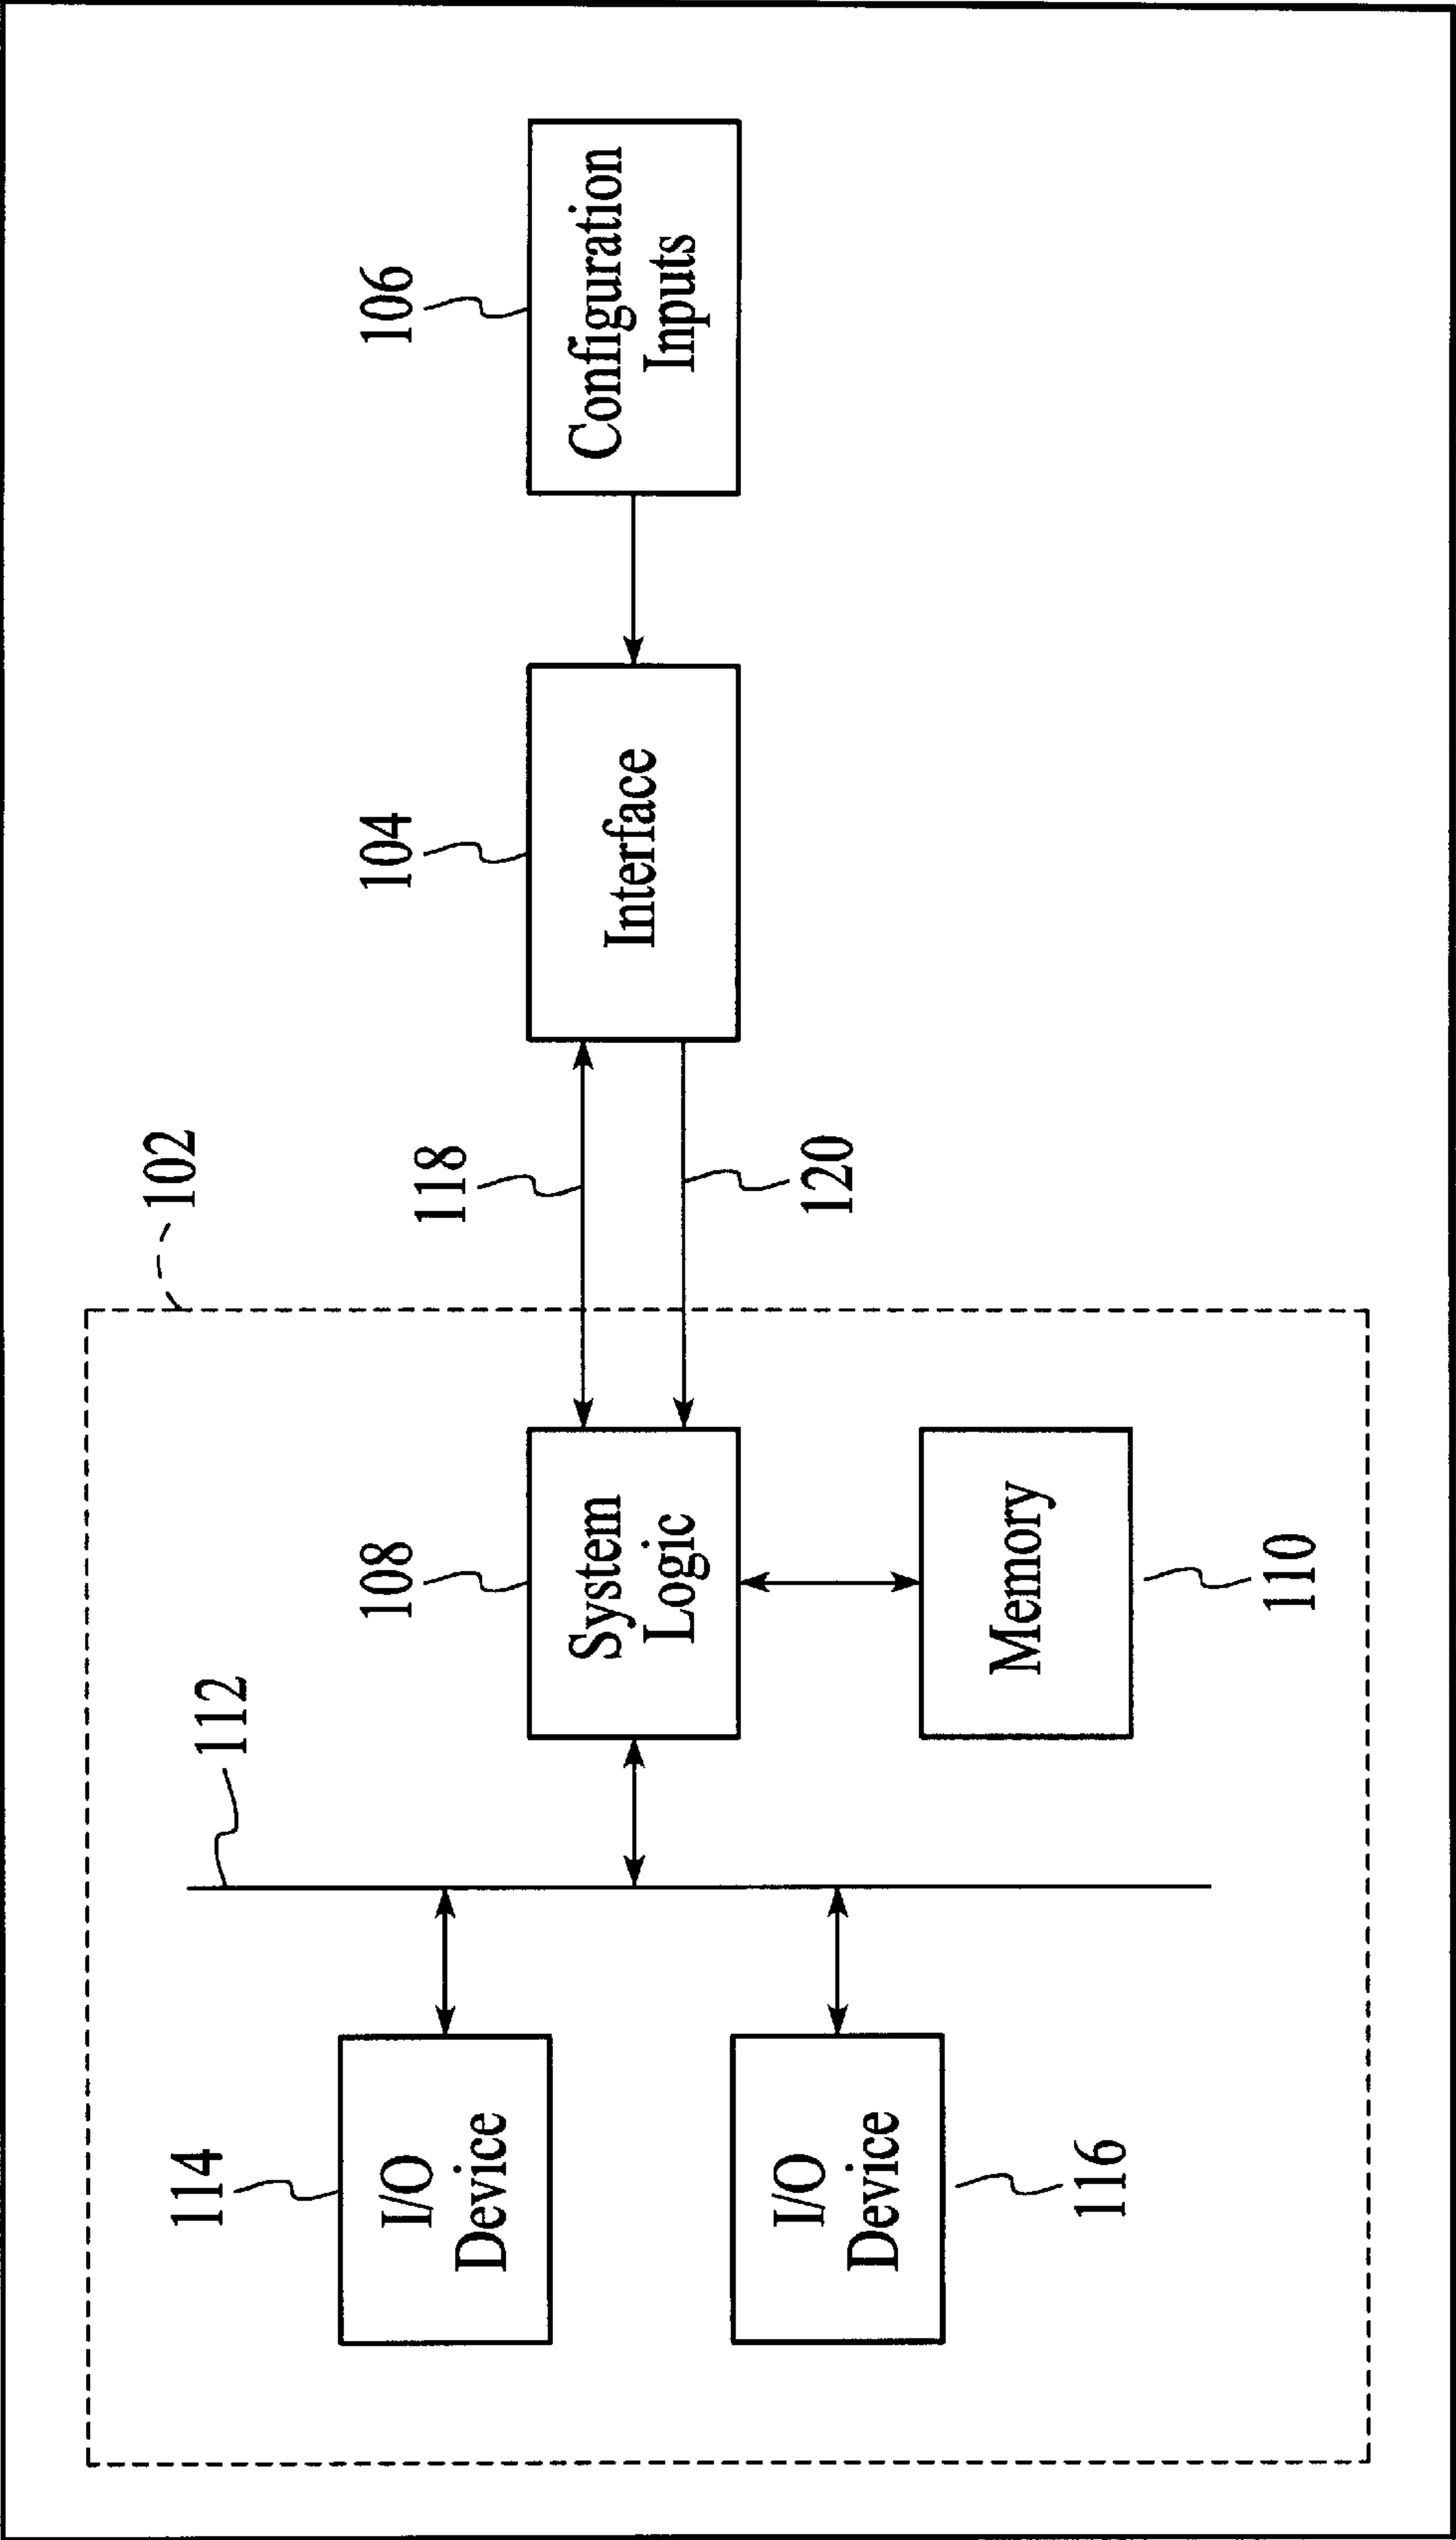 102
112
114
I/O
Device
108
System
Logic
118
104
Interface
106
Configuration
Inputs
120
I/O
Device
116
Memory
110